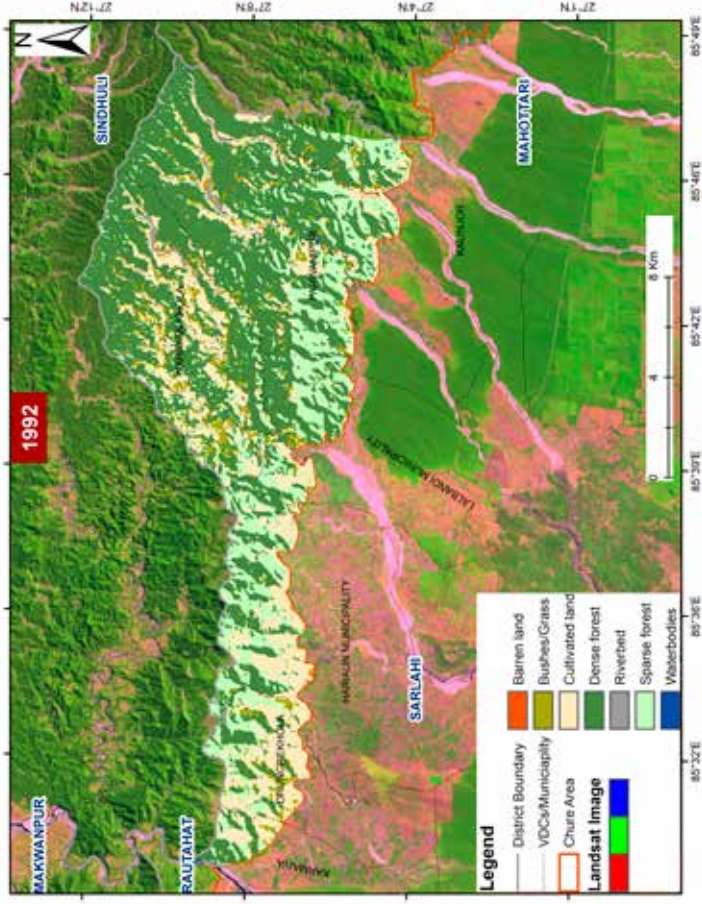 1992
N
MAKWANPUR
SINDHULI
RAUTAHAT
MAHOTTARI
SARLAHI
HARIAUN MUNICIPALITY
LALBANDI MUNICIPALITY
27°12'N
27°8'N
27°4'N
27°1'N
85°32'E
85°36'E
85°39'E
85°42'E
85°46'E
85°49'E
0 4 8 Km
Legend
District Boundary
VDCs/Municiaplity
Chure Area
Landsat Image
Barren land
Bushes/Grass
Cultivated land
Dense forest
Riverbed
Sparse forest
Waterbodies